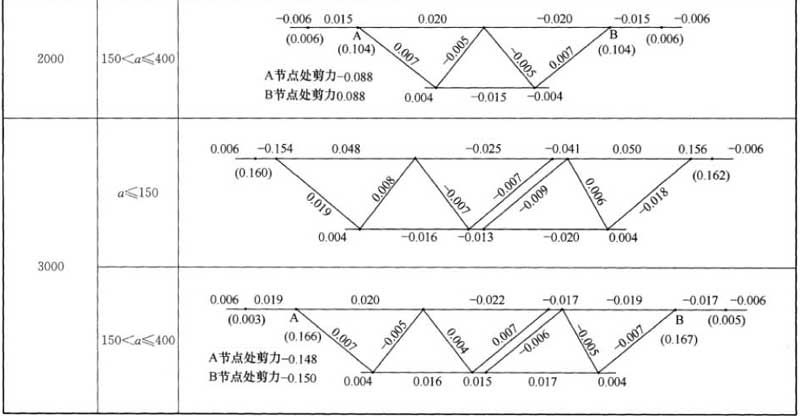 2000
150<a≤400
−0.006 0.015 0.020 −0.020 −0.015 −0.006
(0.006) A B (0.006)
(0.104) (0.104)
0.007 −0.005 −0.005 0.007
A节点处剪力−0.088
B节点处剪力0.088
0.004 −0.015 −0.004
3000
a≤150
0.006 −0.154 0.048 −0.025 −0.041 0.050 0.156 −0.006
(0.160) (0.162)
0.019 0.008 −0.007 −0.007 −0.009 0.006 −0.018
0.004 −0.016 −0.013 −0.020 0.004
150<a≤400
0.006 0.019 0.020 −0.022 −0.017 −0.019 −0.017 −0.006
(0.003) A B (0.005)
(0.166) (0.167)
0.007 −0.005 0.004 0.007 −0.006 −0.005 −0.007
A节点处剪力−0.148
B节点处剪力−0.150
0.004 0.016 0.015 0.017 0.004